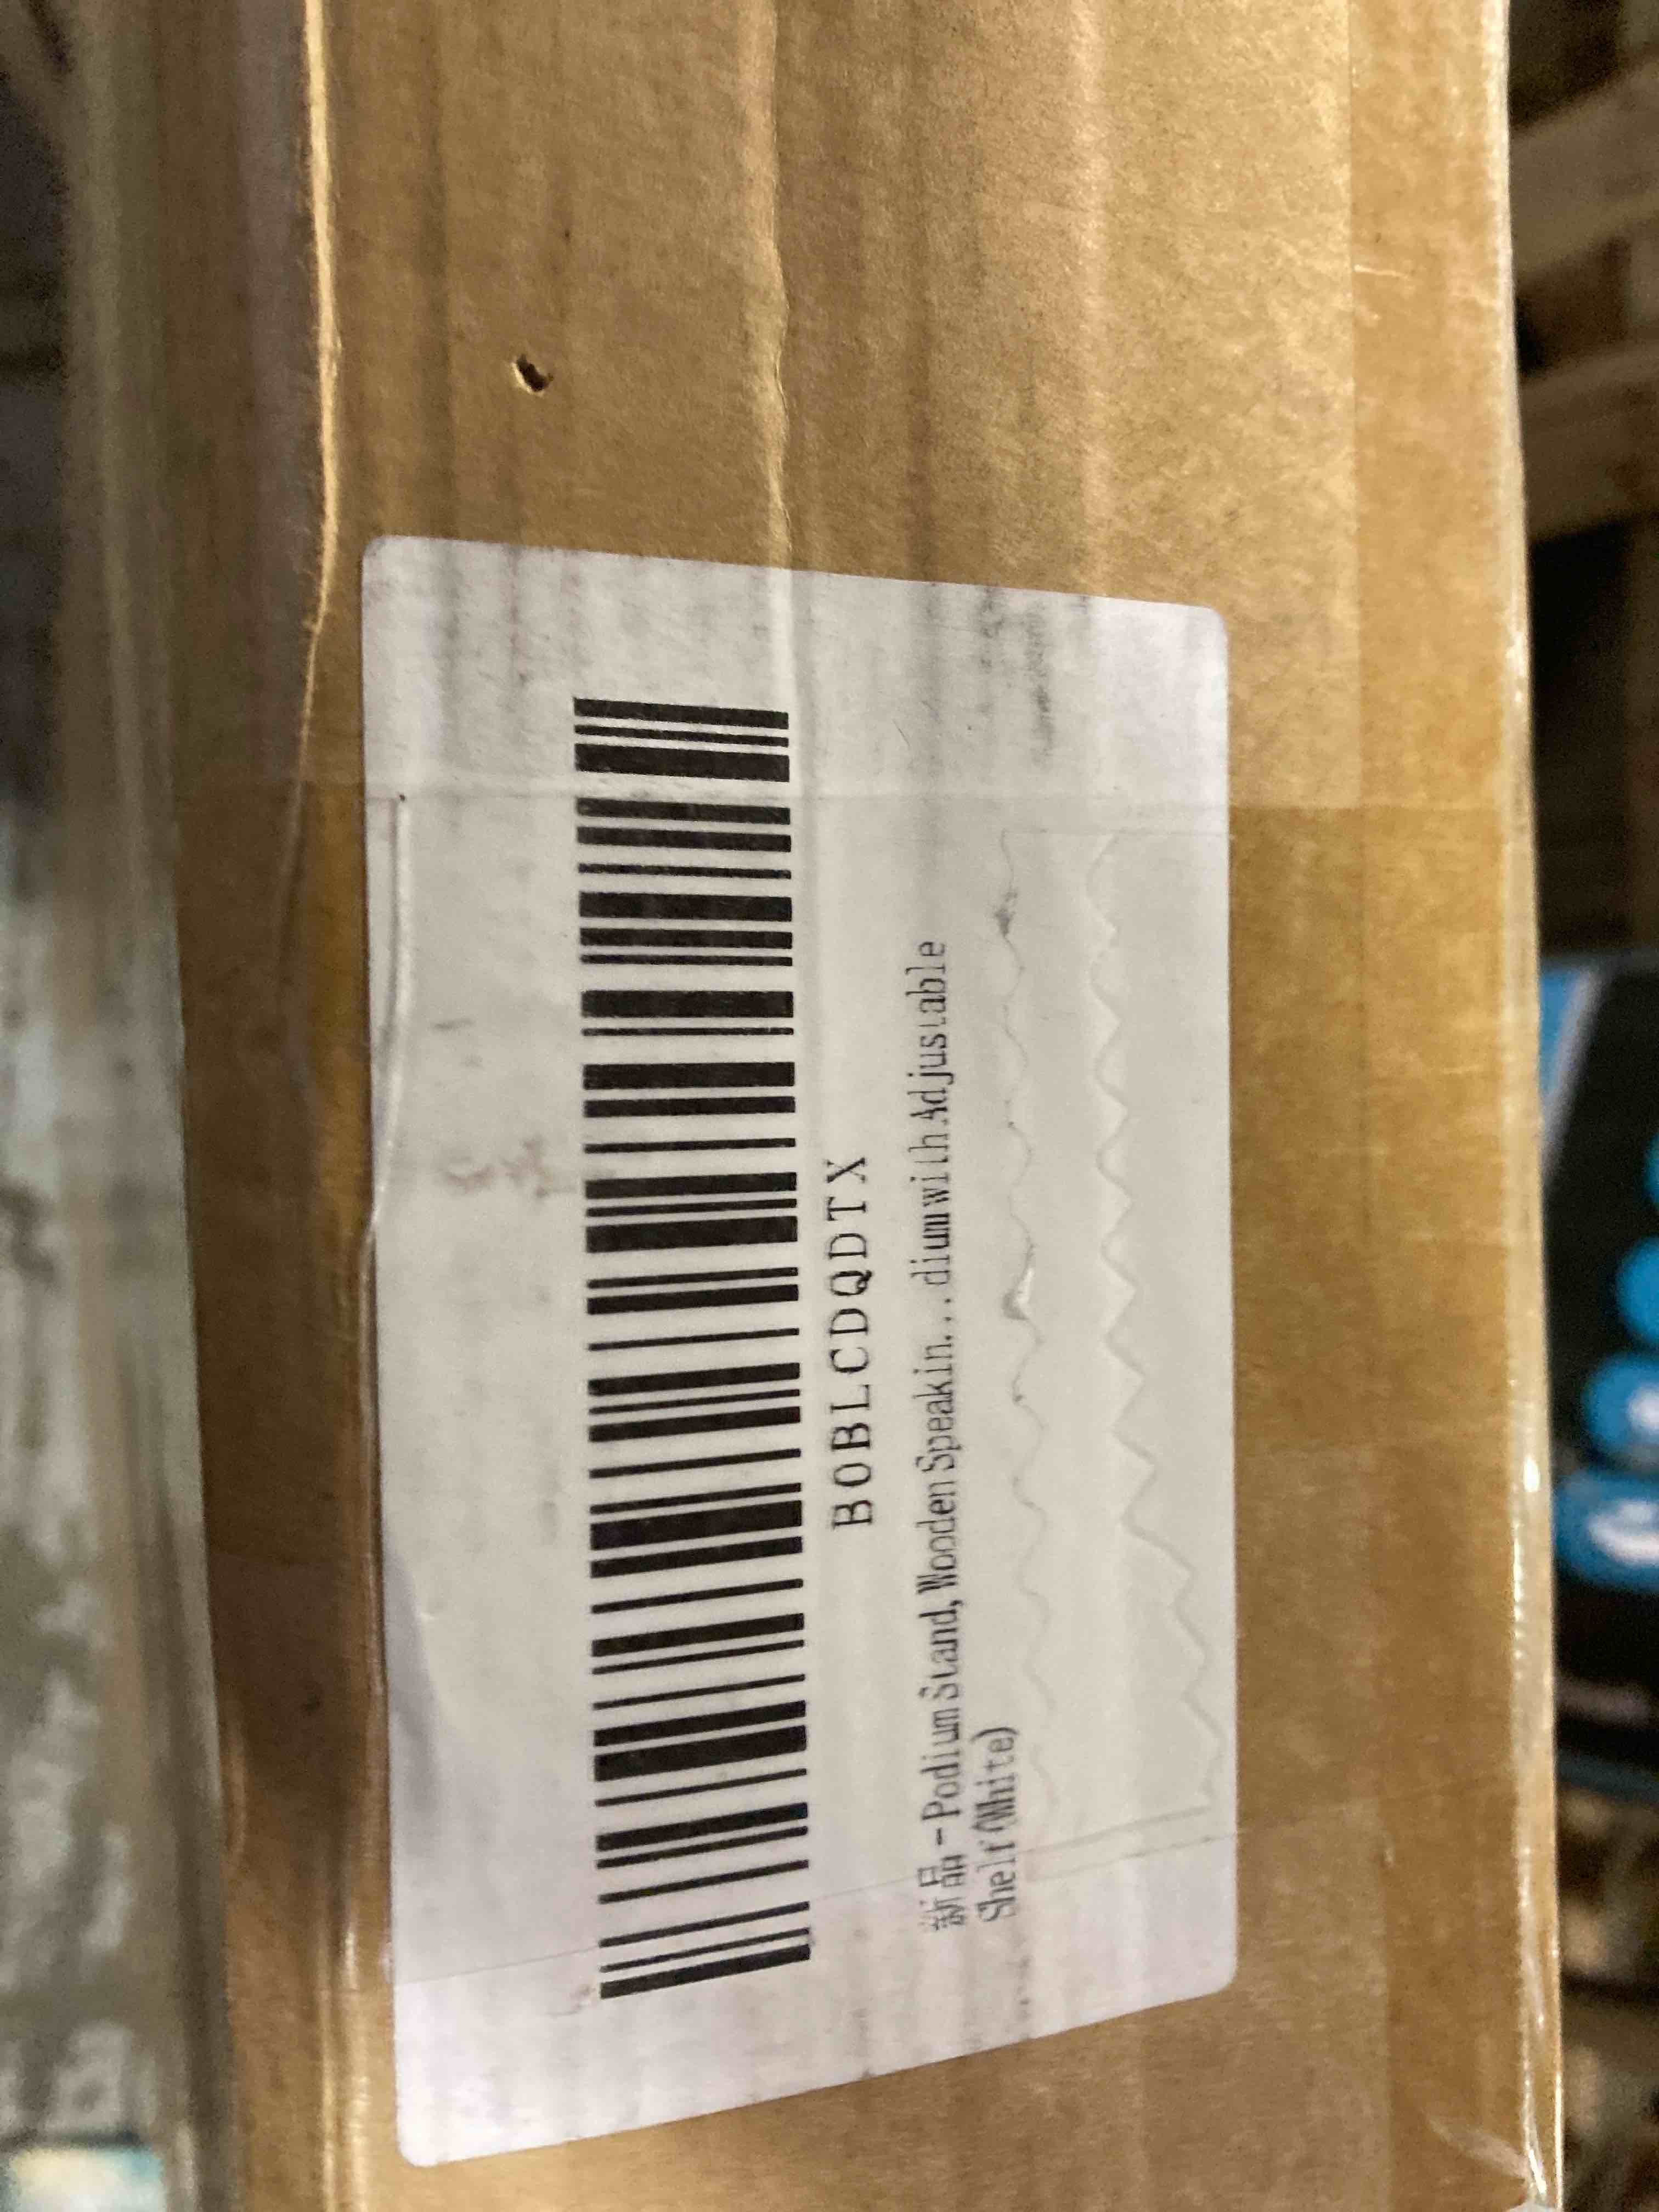 B0BLCDQDTX
新品 - Podium Stand, Wooden Speakin...dium with Adjustable
Shelf (White)